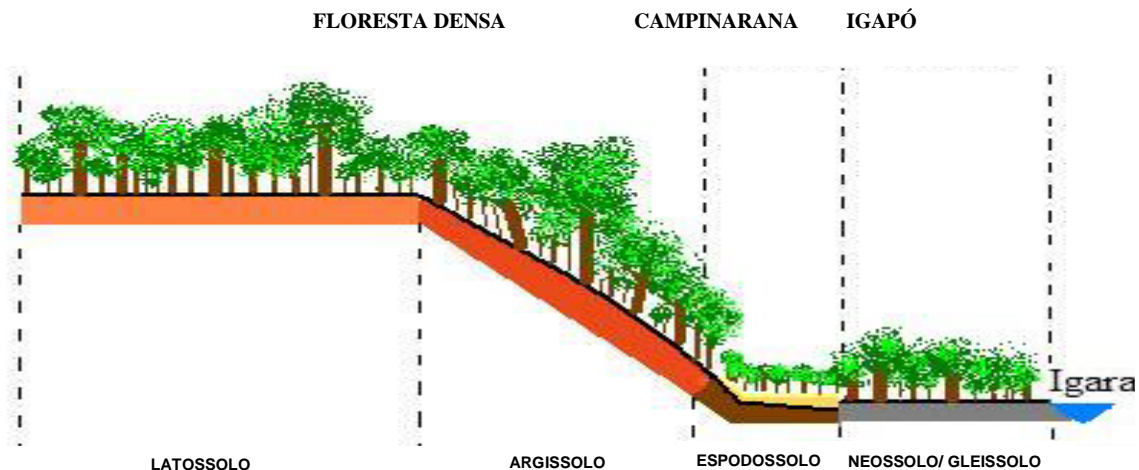 FLORESTA DENSA CAMPINARANA IGAPÓ
Igara
LATOSSOLO ARGISSOLO ESPODOSSOLO NEOSSOLO/ GLEISSOLO